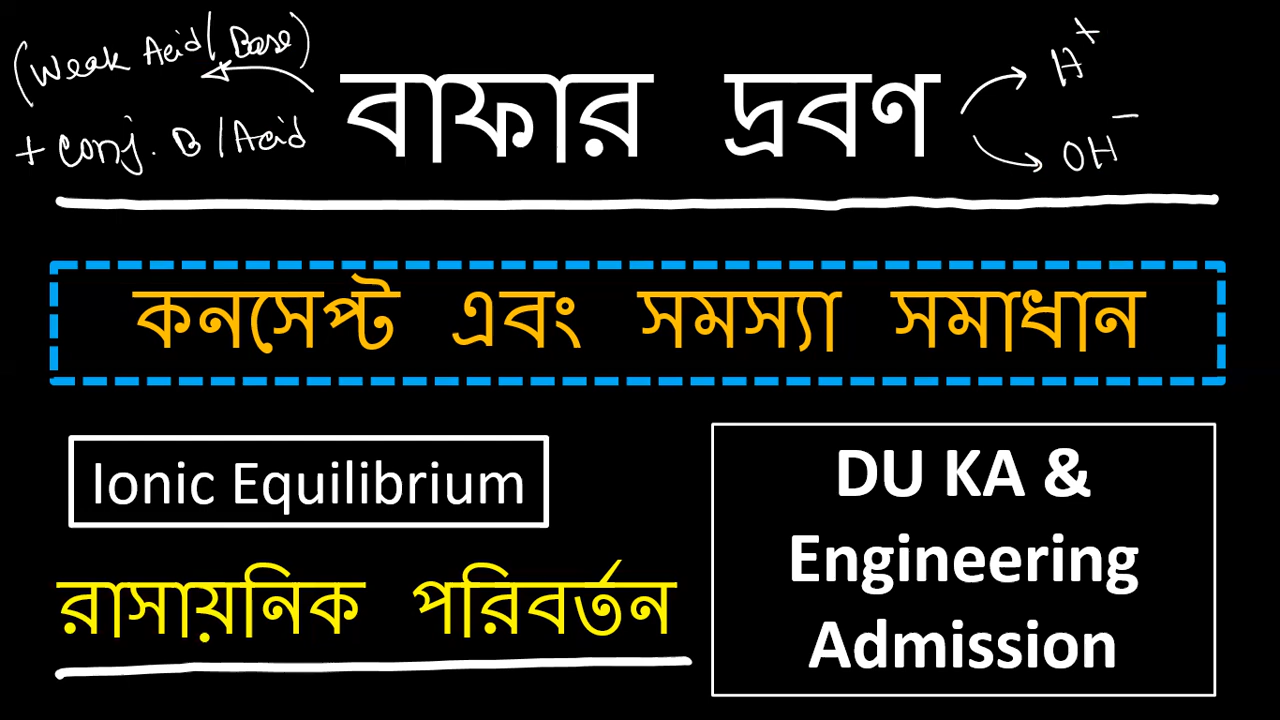 (Weak Acid/Base)
+ conj. B/Acid
বাফার দ্রবণ
H+
OH−
কনসেপ্ট এবং সমস্যা সমাধান
Ionic Equilibrium
রাসায়নিক পরিবর্তন
DU KA &
Engineering
Admission